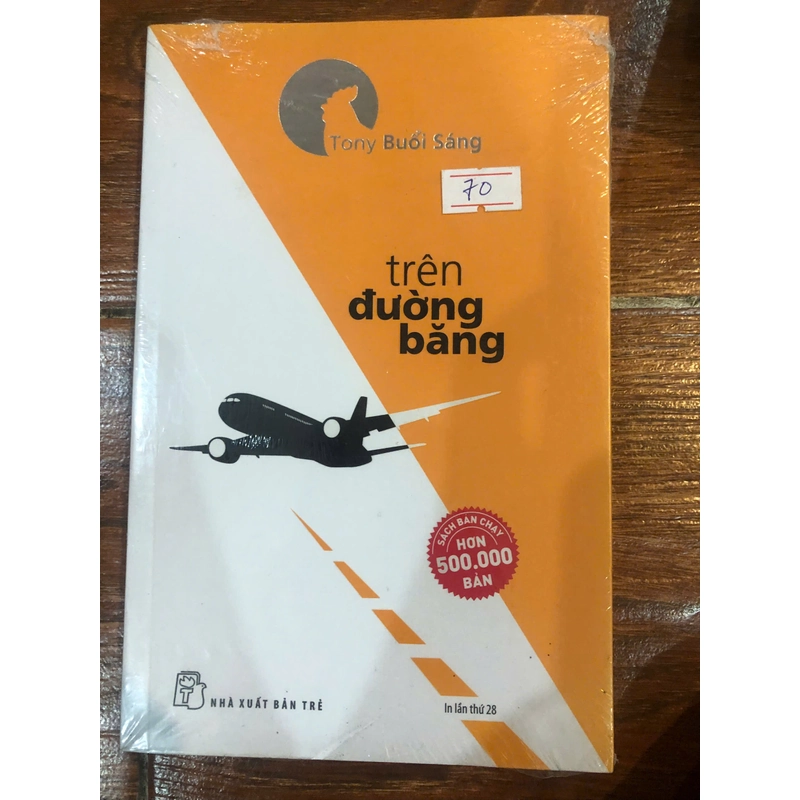 Tony Buổi Sáng
70
trên
đường
băng
SÁCH BÁN CHẠY
HƠN
500.000
BẢN
T
NHÀ XUẤT BẢN TRẺ
In lần thứ 28